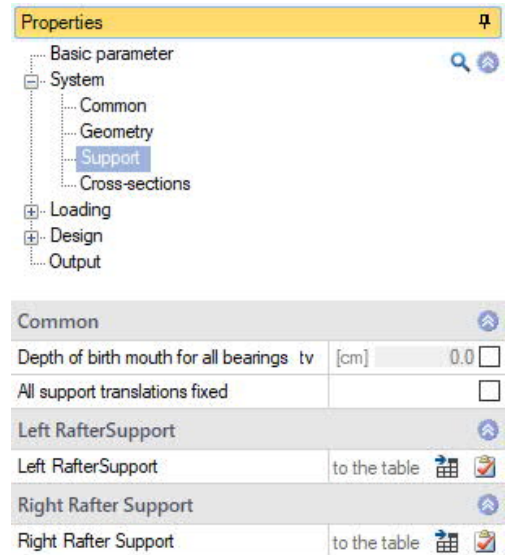 Properties
Basic parameter
System
Common
Geometry
Support
Cross-sections
Loading
Design
Output
Common
Depth of birth mouth for all bearings tv [cm] 0.0
All support translations fixed
Left RafterSupport
Left RafterSupport to the table
Right Rafter Support
Right Rafter Support to the table